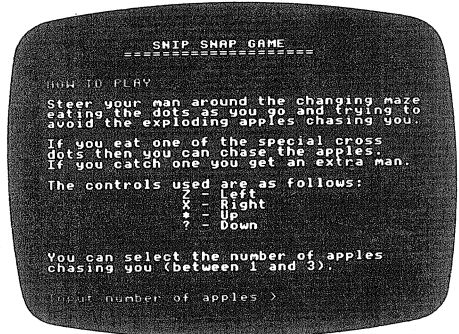 SNIP SNAP GAME
====================
HOW TO PLAY
Steer your man around the changing maze
eating the dots as you go and trying to
avoid the exploding apples chasing you.
If you eat one of the special cross
dots then you can chase the apples.
If you catch one you get an extra man.
The controls used are as follows:
Z - Left
X - Right
* - Up
? - Down
You can select the number of apples
chasing you (between 1 and 3).
Input number of apples >